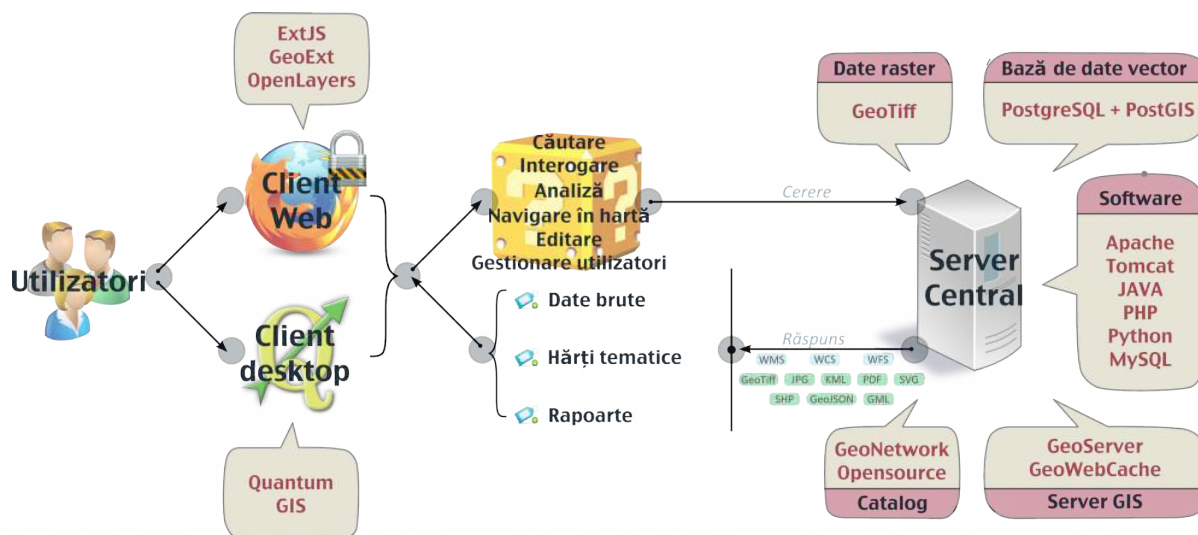 ExtJS
GeoExt
OpenLayers
Client
Web
Utilizatori
Client
desktop
Quantum
GIS
Căutare
Interogare
Analiză
Navigare în hartă
Editare
Gestionare utilizatori
Date brute
Hărți tematice
Rapoarte
Cerere
Răspuns
WMS WCS WFS
GeoTiff JPG KML PDF SVG
SHP GeoJSON GML
Server
Central
Date raster
GeoTiff
Bază de date vector
PostgreSQL + PostGIS
Software
Apache
Tomcat
JAVA
PHP
Python
MySQL
GeoNetwork
Opensource
Catalog
GeoServer
GeoWebCache
Server GIS